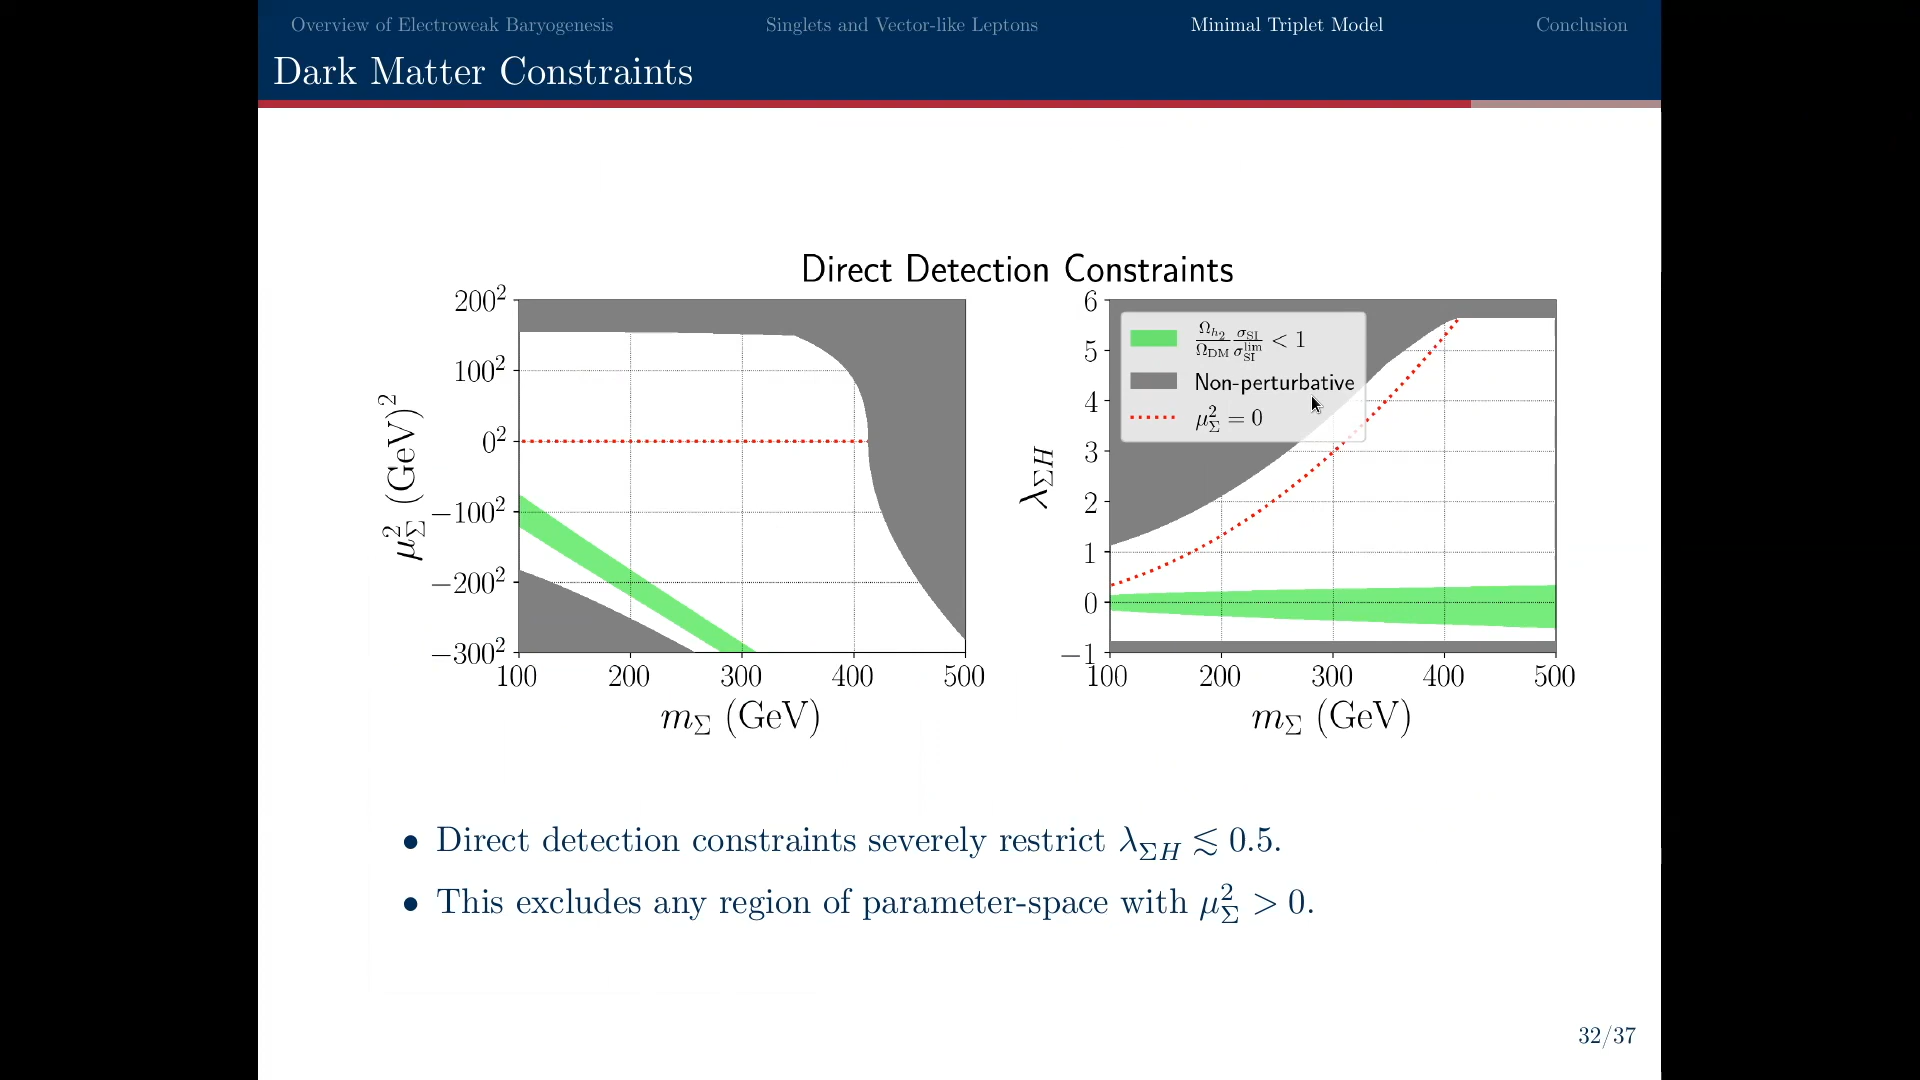 Overview of Electroweak Baryogenesis Singlets and Vector-like Leptons Minimal Triplet Model Conclusion
Dark Matter Constraints
Direct Detection Constraints
200²
100²
0²
−100²
−200²
−300²
μ²_Σ (GeV)²
100 200 300 400 500
m_Σ (GeV)
6
5
4
3
2
1
0
−1
λ_ΣH
Ω_h₂/Ω_DM σ_SI/σ_SI^lim < 1
Non-perturbative
μ²_Σ = 0
100 200 300 400 500
m_Σ (GeV)
• Direct detection constraints severely restrict λ_ΣH ≲ 0.5.
• This excludes any region of parameter-space with μ²_Σ > 0.
32/37